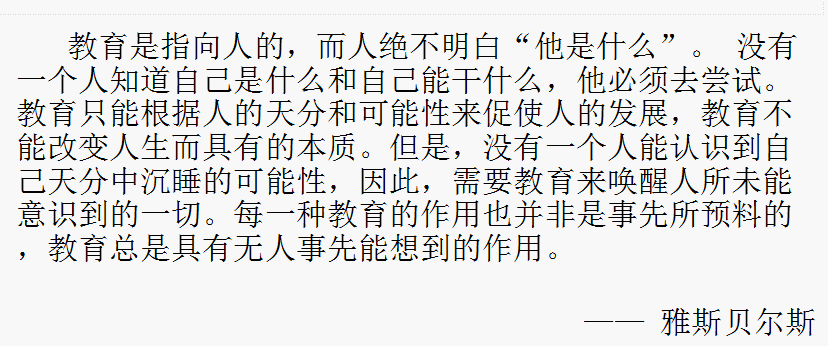 教育是指向人的，而人绝不明白“他是什么”。 没有
一个人知道自己是什么和自己能干什么，他必须去尝试。
教育只能根据人的天分和可能性来促使人的发展，教育不
能改变人生而具有的本质。但是，没有一个人能认识到自
己天分中沉睡的可能性，因此，需要教育来唤醒人所未能
意识到的一切。每一种教育的作用也并非是事先所预料的
，教育总是具有无人事先能想到的作用。
—— 雅斯贝尔斯